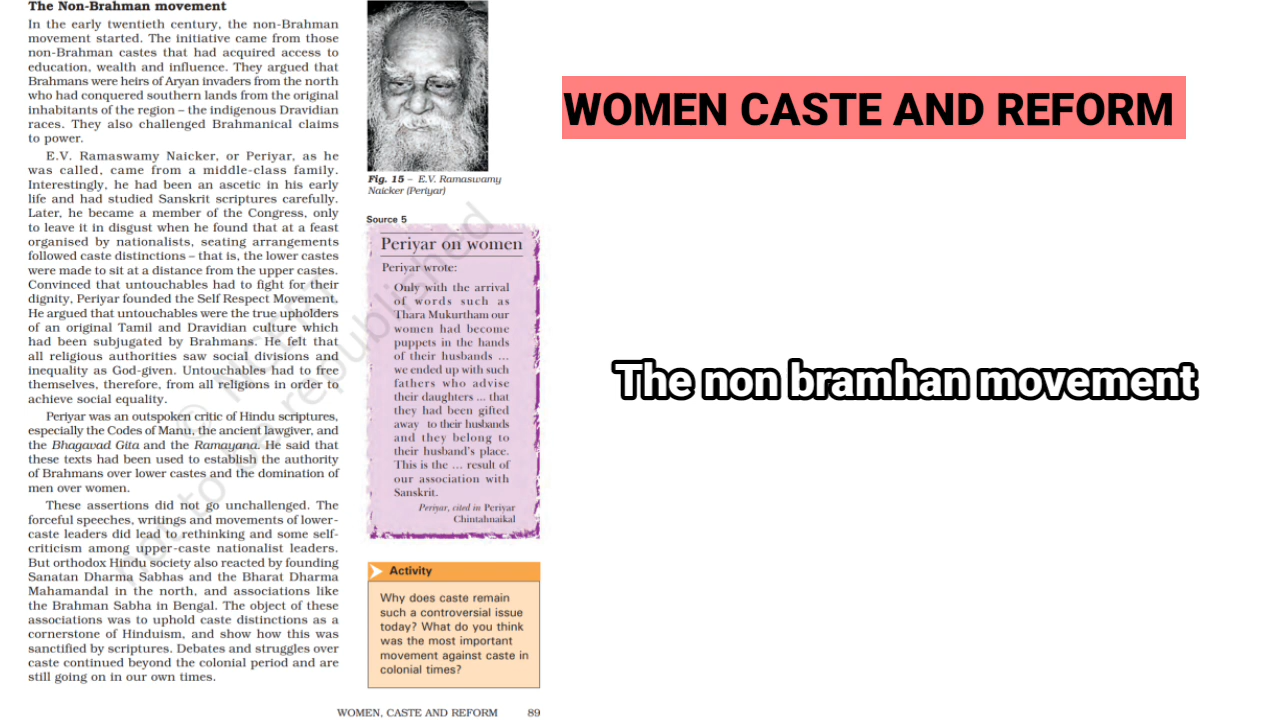 The Non-Brahman movement
In the early twentieth century, the non-Brahman
movement started. The initiative came from those
non-Brahman castes that had acquired access to
education, wealth and influence. They argued that
Brahmans were heirs of Aryan invaders from the north
who had conquered southern lands from the original
inhabitants of the region – the indigenous Dravidian
races. They also challenged Brahmanical claims
to power.
E.V. Ramaswamy Naicker, or Periyar, as he
was called, came from a middle-class family.
Interestingly, he had been an ascetic in his early
life and had studied Sanskrit scriptures carefully.
Later, he became a member of the Congress, only
to leave it in disgust when he found that at a feast
organised by nationalists, seating arrangements
followed caste distinctions – that is, the lower castes
were made to sit at a distance from the upper castes.
Convinced that untouchables had to fight for their
dignity, Periyar founded the Self Respect Movement.
He argued that untouchables were the true upholders
of an original Tamil and Dravidian culture which
had been subjugated by Brahmans. He felt that
all religious authorities saw social divisions and
inequality as God-given. Untouchables had to free
themselves, therefore, from all religions in order to
achieve social equality.
Periyar was an outspoken critic of Hindu scriptures,
especially the Codes of Manu, the ancient lawgiver, and
the Bhagavad Gita and the Ramayana. He said that
these texts had been used to establish the authority
of Brahmans over lower castes and the domination of
men over women.
These assertions did not go unchallenged. The
forceful speeches, writings and movements of lower-
caste leaders did lead to rethinking and some self-
criticism among upper-caste nationalist leaders.
But orthodox Hindu society also reacted by founding
Sanatan Dharma Sabhas and the Bharat Dharma
Mahamandal in the north, and associations like
the Brahman Sabha in Bengal. The object of these
associations was to uphold caste distinctions as a
cornerstone of Hinduism, and show how this was
sanctified by scriptures. Debates and struggles over
caste continued beyond the colonial period and are
still going on in our own times.
Fig. 15 – E.V. Ramaswamy
Naicker (Periyar)
Source 5
Periyar on women
Periyar wrote:
Only with the arrival
of words such as
Thara Mukurtham our
women had become
puppets in the hands
of their husbands ...
we ended up with such
fathers who advise
their daughters ... that
they had been gifted
away to their husbands
and they belong to
their husband's place.
This is the ... result of
our association with
Sanskrit.
Periyar, cited in Periyar
Chintahnaikal
Activity
Why does caste remain
such a controversial issue
today? What do you think
was the most important
movement against caste in
colonial times?
WOMEN, CASTE AND REFORM 89
not to be republished
WOMEN CASTE AND REFORM
The non bramhan movement